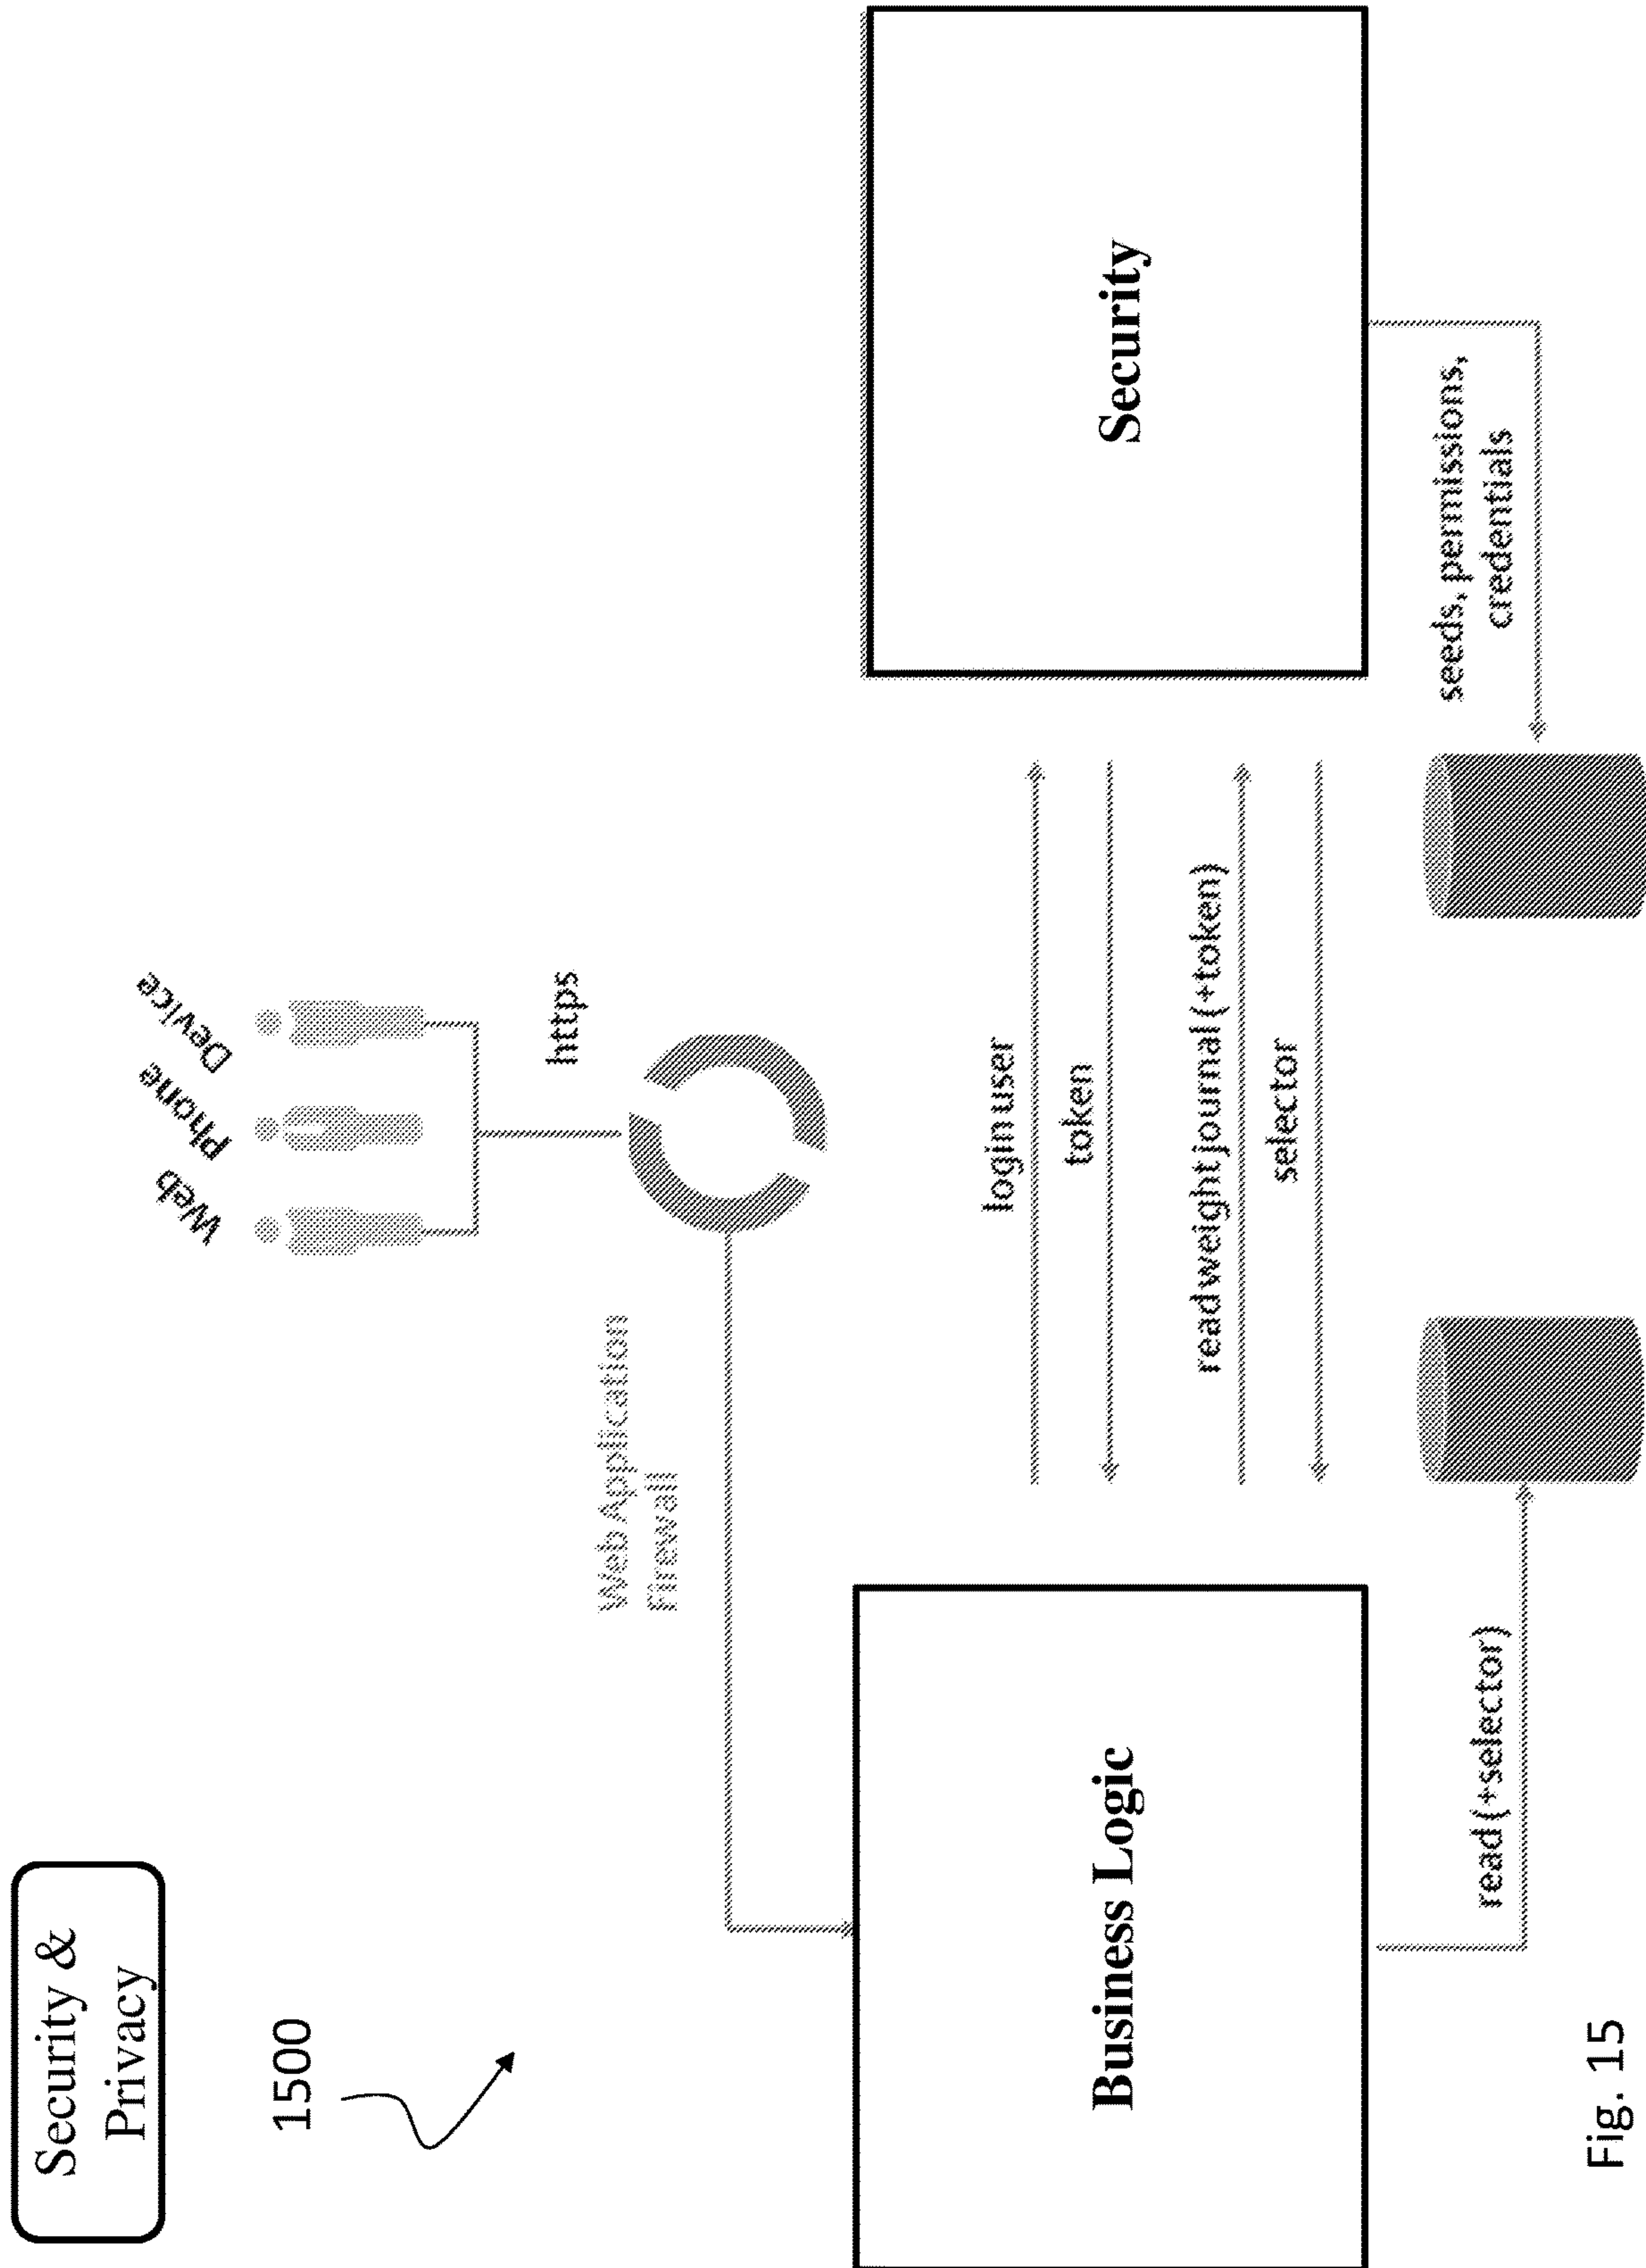 Security &
Privacy
1500
Web
Phone
Device
https
Web Application
Firewall
login user
token
read weight journal (+token)
selector
Business Logic
Security
read (+selector)
seeds, permissions,
credentials
Fig. 15